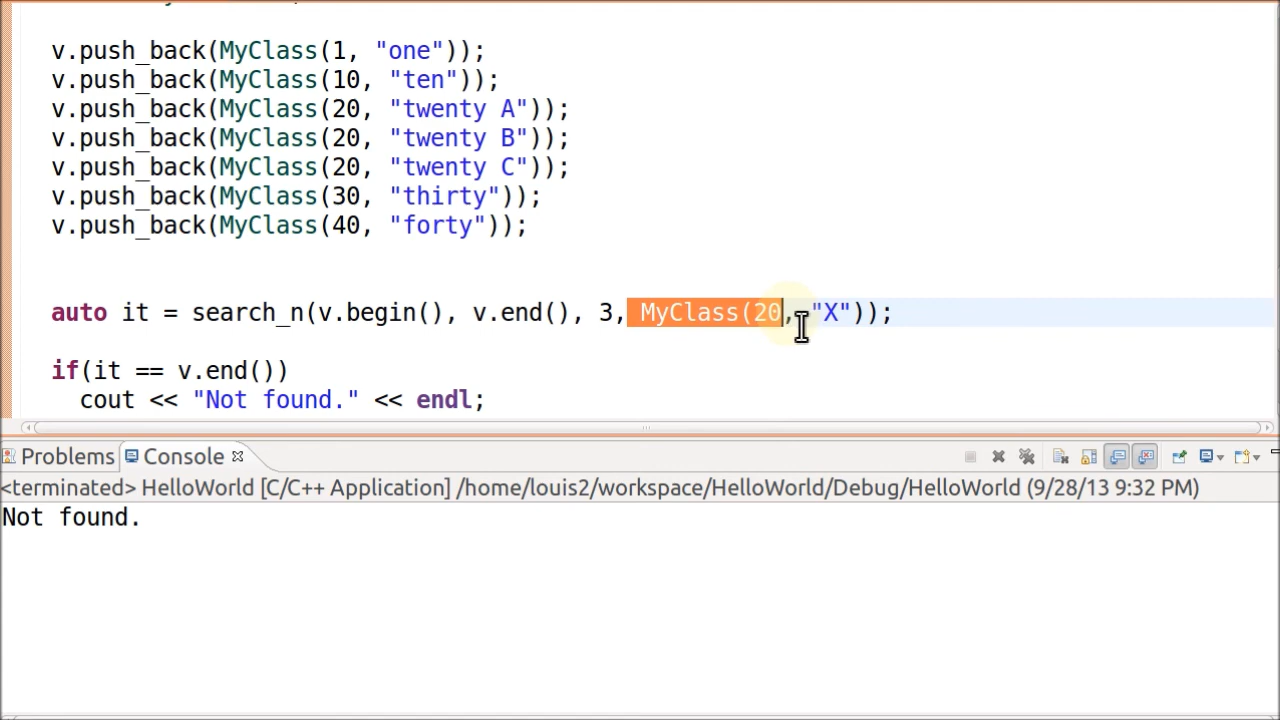 v.push_back(MyClass(1, "one"));
v.push_back(MyClass(10, "ten"));
v.push_back(MyClass(20, "twenty A"));
v.push_back(MyClass(20, "twenty B"));
v.push_back(MyClass(20, "twenty C"));
v.push_back(MyClass(30, "thirty"));
v.push_back(MyClass(40, "forty"));
auto it = search_n(v.begin(), v.end(), 3, MyClass(20, "X"));
if(it == v.end())
cout << "Not found." << endl;
Problems Console
<terminated> HelloWorld [C/C++ Application] /home/louis2/workspace/HelloWorld/Debug/HelloWorld (9/28/13 9:32 PM)
Not found.